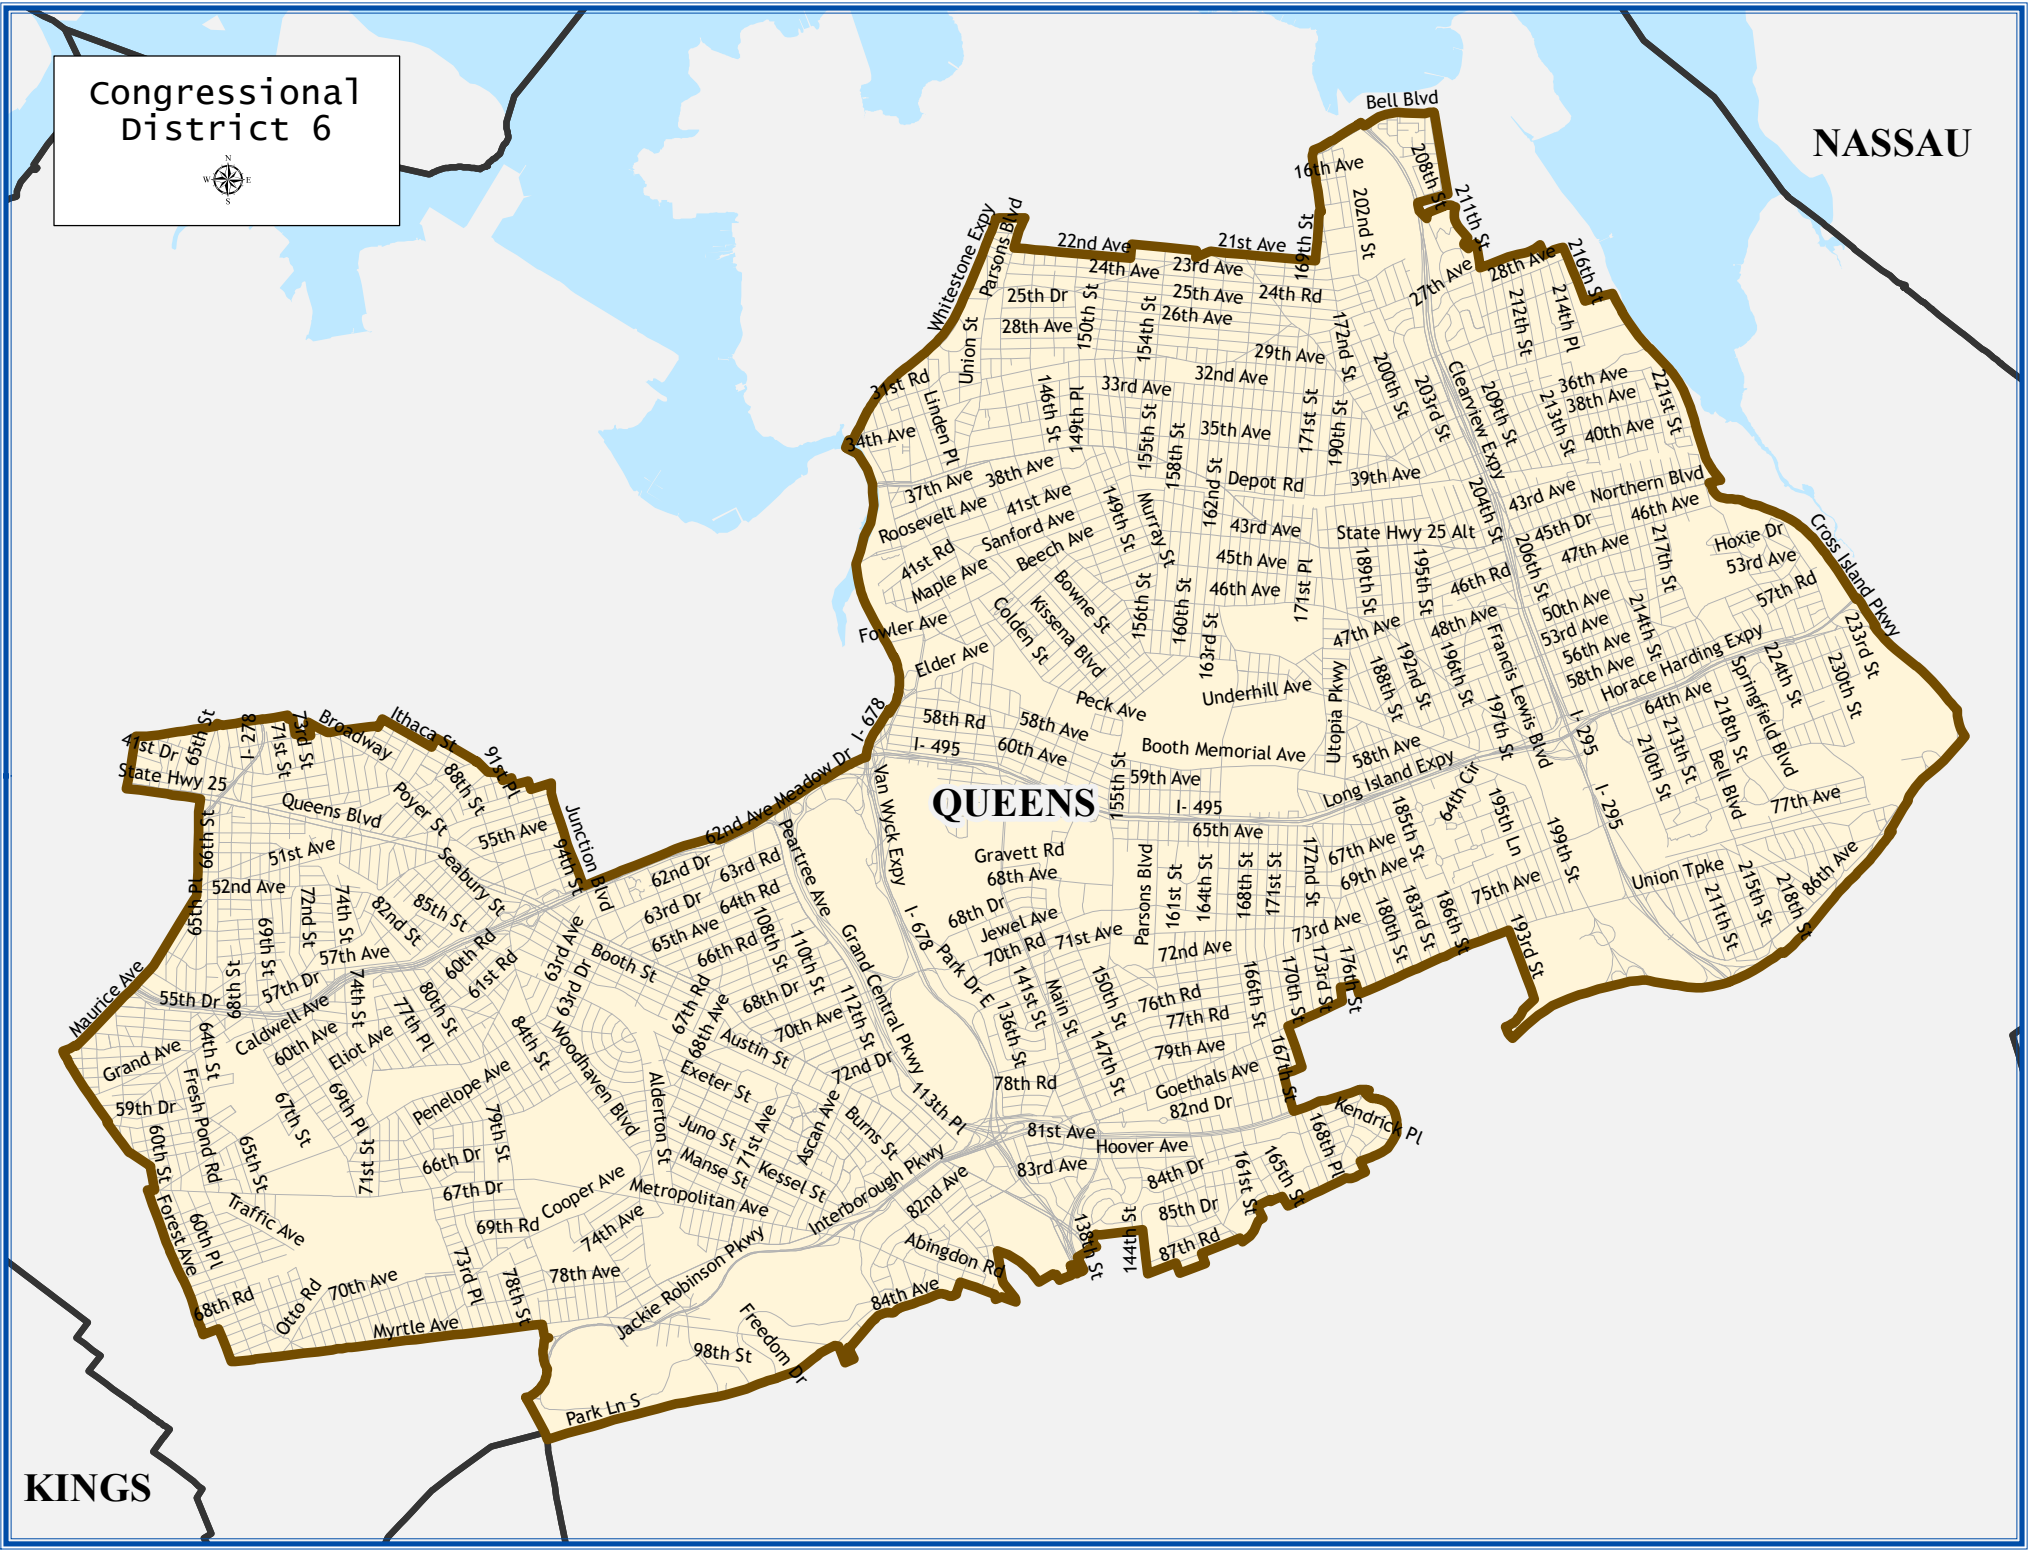 Congressional
District 6
N
W
E
S
NASSAU
Bell Blvd
16th Ave
208th St
202nd St
211th St
Whitestone Expy
Parsons Blvd
22nd Ave
21st Ave
169th St
24th Ave
23rd Ave
27th Ave
28th Ave
216th St
25th Dr
150th St
25th Ave
24th Rd
26th Ave
154th St
28th Ave
Union St
172nd St
212th St
214th Pl
29th Ave
31st Rd
32nd Ave
33rd Ave
200th St
203rd St
Clearview Expy
209th St
36th Ave
38th Ave
221st St
213th St
Linden Pl
146th St
149th Pl
155th St
158th St
171st St
190th St
34th Ave
35th Ave
40th Ave
38th Ave
37th Ave
Depot Rd
39th Ave
162nd St
41st Ave
Roosevelt Ave
149th St
Murray St
204th St
43rd Ave
Northern Blvd
46th Ave
43rd Ave
State Hwy 25 Alt
45th Dr
Sanford Ave
Beech Ave
41st Rd
Maple Ave
45th Ave
47th Ave
Hoxie Dr
53rd Ave
Cross Island Pkwy
217th St
206th St
189th St
195th St
46th Rd
46th Ave
171st Pl
156th St
160th St
Bowne St
Kissena Blvd
Colden St
57th Rd
50th Ave
53rd Ave
214th St
Fowler Ave
163rd St
47th Ave
48th Ave
56th Ave
58th Ave
Horace Harding Expy
233rd St
230th St
224th St
Elder Ave
192nd St
196th St
Francis Lewis Blvd
188th St
Utopia Pkwy
Underhill Ave
Peck Ave
64th Ave
Springfield Blvd
218th St
213th St
210th St
I- 678
58th Rd
58th Ave
60th Ave
I- 495
Booth Memorial Ave
197th St
I- 295
58th Ave
Long Island Expy
59th Ave
155th St
I- 495
64th Cir
65th Ave
Bell Blvd
77th Ave
I- 295
41st Dr
65th St
I- 278
71st St
73rd St
Broadway
Ithaca St
91st Pl
88th St
State Hwy 25
Queens Blvd
Poyer St
Junction Blvd
62nd Ave
Meadow Dr
Peartree Ave
Van Wyck Expy
QUEENS
185th St
195th Ln
199th St
66th St
51st Ave
55th Ave
Seabury St
94th St
62nd Dr
63rd Rd
Gravett Rd
68th Ave
67th Ave
69th Ave
172nd St
Parsons Blvd
161st St
164th St
168th St
171st St
52nd Ave
65th Pl
72nd St
74th St
82nd St
85th St
69th St
63rd Dr
64th Rd
65th Ave
66th Rd
108th St
110th St
68th Dr
Jewel Ave
70th Rd
71st Ave
72nd Ave
73rd Ave
180th St
183rd St
186th St
75th Ave
193rd St
Union Tpke
211th St
215th St
218th St
86th Ave
57th Ave
57th Dr
60th Rd
61st Rd
63rd Ave
63rd Dr
Booth St
Grand Central Pkwy
I- 678
Park Dr E
141st St
Main St
150th St
166th St
170th St
173rd St
176th St
Maurice Ave
55th Dr
68th St
Caldwell Ave
74th St
77th Pl
80th St
67th Rd
68th Ave
68th Dr
112th St
76th Rd
77th Rd
136th St
Grand Ave
64th St
60th Ave
Eliot Ave
84th St
Woodhaven Blvd
Austin St
70th Ave
72nd Dr
147th St
79th Ave
167th St
Fresh Pond Rd
67th St
69th Pl
Penelope Ave
Alderton St
Exeter St
113th Pl
78th Rd
Goethals Ave
82nd Dr
59th Dr
79th St
Juno St
71st Ave
Ascan Ave
Burns St
81st Ave
Hoover Ave
168th Pl
Kendrick Pl
60th St
65th St
71st St
66th Dr
Manse St
Kessel St
Interborough Pkwy
83rd Ave
84th Dr
161st St
165th St
67th Dr
Cooper Ave
Metropolitan Ave
82nd Ave
Forest Ave
60th Pl
Traffic Ave
69th Rd
74th Ave
85th Dr
138th St
144th St
87th Rd
Abingdon Rd
73rd Pl
78th St
78th Ave
Jackie Robinson Pkwy
84th Ave
68th Rd
Otto Rd
70th Ave
Myrtle Ave
Freedom Dr
98th St
Park Ln S
KINGS